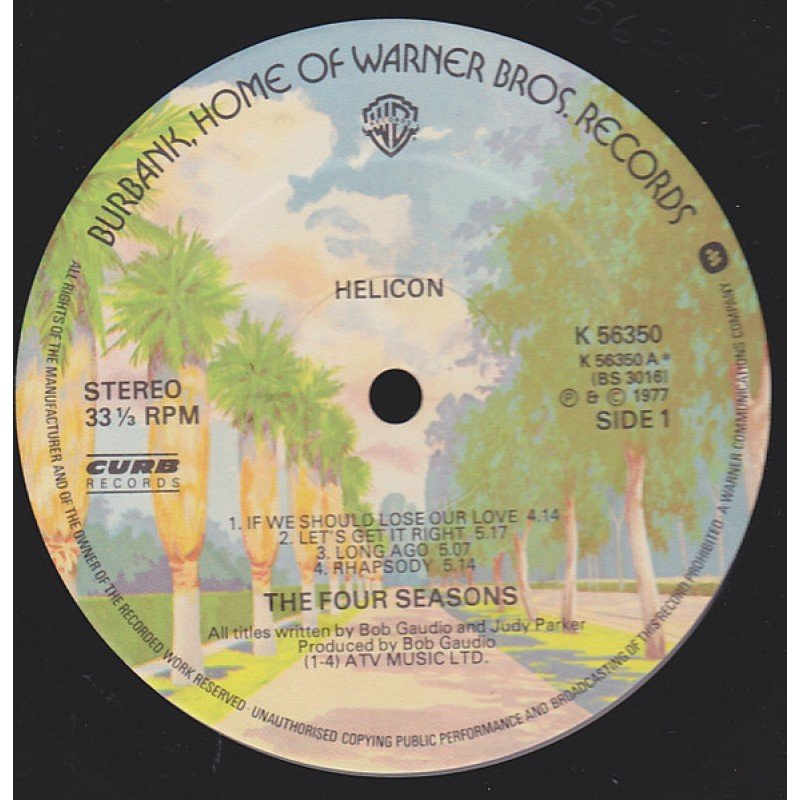 BURBANK, HOME OF WARNER BROS. RECORDS
HELICON
K 56350
K 56350 A*
(BS 3016)
℗ & © 1977
SIDE 1
STEREO
33 ⅓ RPM
CURB
RECORDS
1. IF WE SHOULD LOSE OUR LOVE 4.14
2. LET'S GET IT RIGHT 5.17
3. LONG AGO 5.07
4. RHAPSODY 5.14
THE FOUR SEASONS
All titles written by Bob Gaudio and Judy Parker
Produced by Bob Gaudio
(1-4) ATV MUSIC LTD.
ALL RIGHTS OF THE MANUFACTURER AND OF THE OWNER OF THE RECORDED WORK RESERVED · UNAUTHORISED COPYING PUBLIC PERFORMANCE AND BROADCASTING OF THIS RECORD PROHIBITED · A WARNER COMMUNICATIONS COMPANY